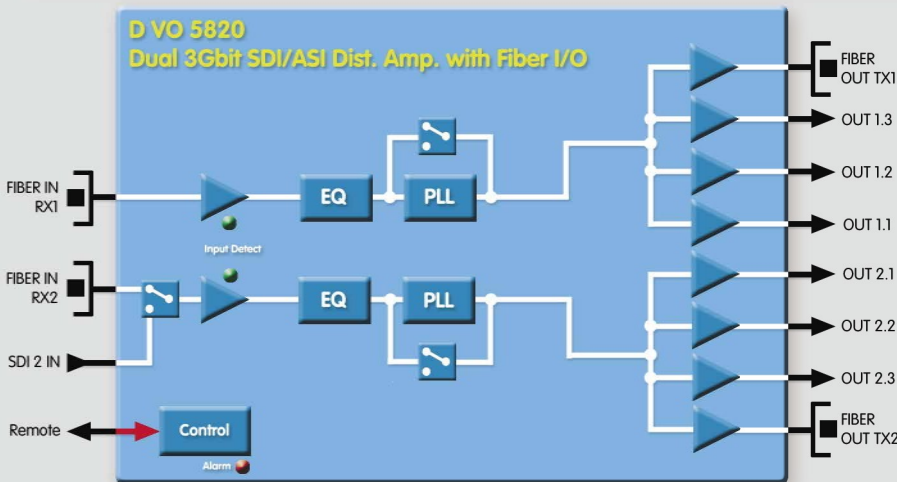 D VO 5820
Dual 3Gbit SDI/ASI Dist. Amp. with Fiber I/O
FIBER
OUT TX1
OUT 1.3
FIBER IN
RX1
EQ
PLL
OUT 1.2
OUT 1.1
Input Detect
FIBER IN
RX2
EQ
PLL
OUT 2.1
OUT 2.2
SDI 2 IN
OUT 2.3
Remote
Control
Alarm
FIBER
OUT TX2